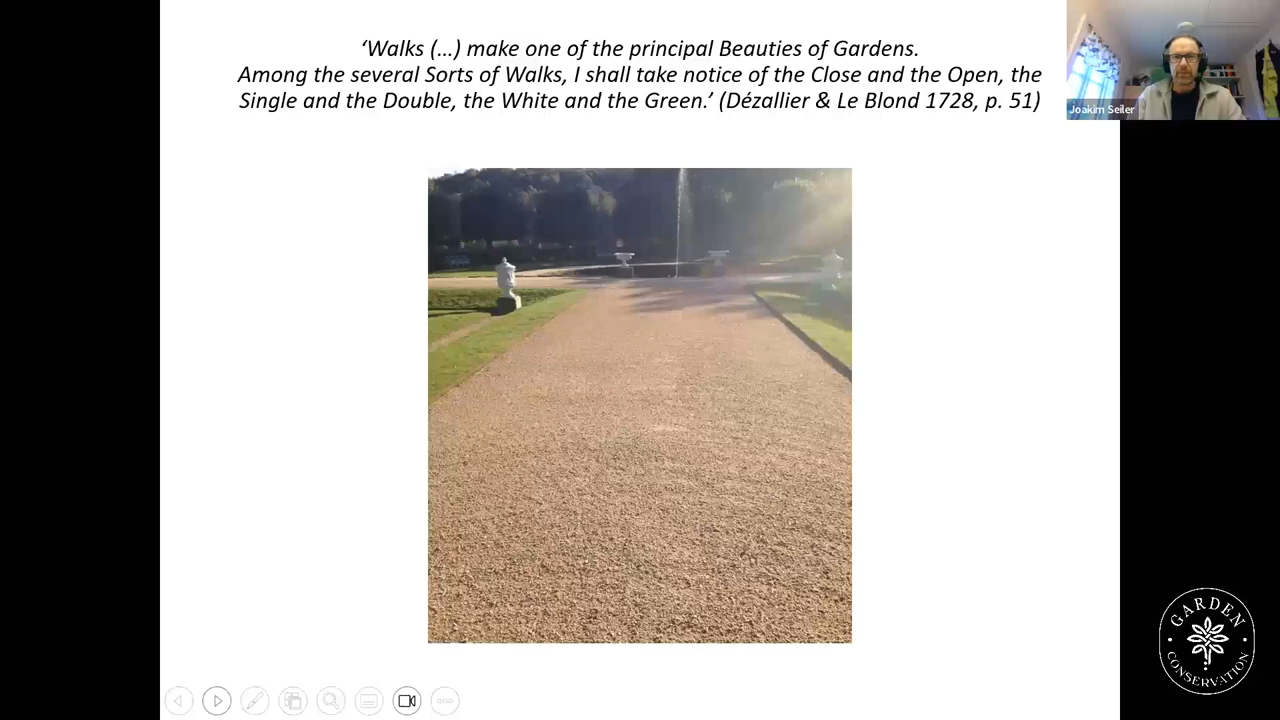 ‘Walks (…) make one of the principal Beauties of Gardens.
Among the several Sorts of Walks, I shall take notice of the Close and the Open, the
Single and the Double, the White and the Green.’ (Dézallier & Le Blond 1728, p. 51)
Joakim Seiler
GARDEN
CONSERVATION